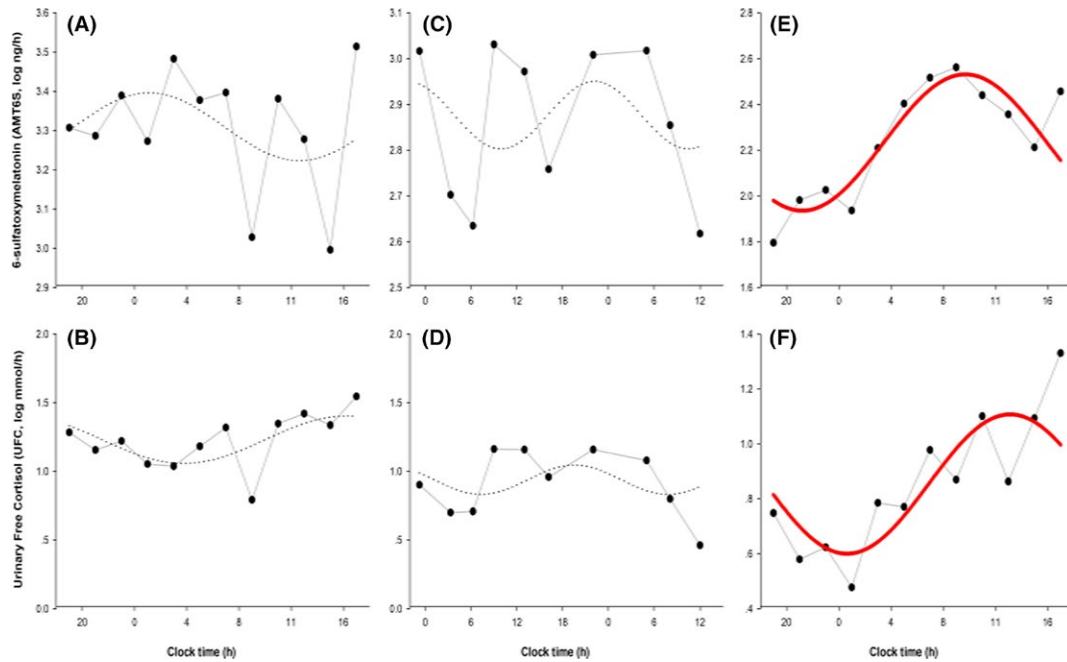 (A)
(C)
(E)
3.6
3.5
3.4
3.3
3.2
3.1
3.0
2.9
3.1
3.0
2.9
2.8
2.7
2.6
2.5
2.8
2.6
2.4
2.2
2.0
1.8
1.6
6-sulfatoxymelatonin (AMT6S, log ng/h)
20 0 4 8 11 16
0 6 12 18 0 6 12
20 0 4 8 11 16
(B)
(D)
(F)
2.0
1.5
1.0
.5
0.0
2.0
1.5
1.0
.5
0.0
1.4
1.2
1.0
.8
.6
.4
Urinary Free Cortisol (UFC, log mmol/h)
20 0 4 8 11 16
0 6 12 18 0 6 12
20 0 4 8 11 16
Clock time (h)
Clock time (h)
Clock time (h)